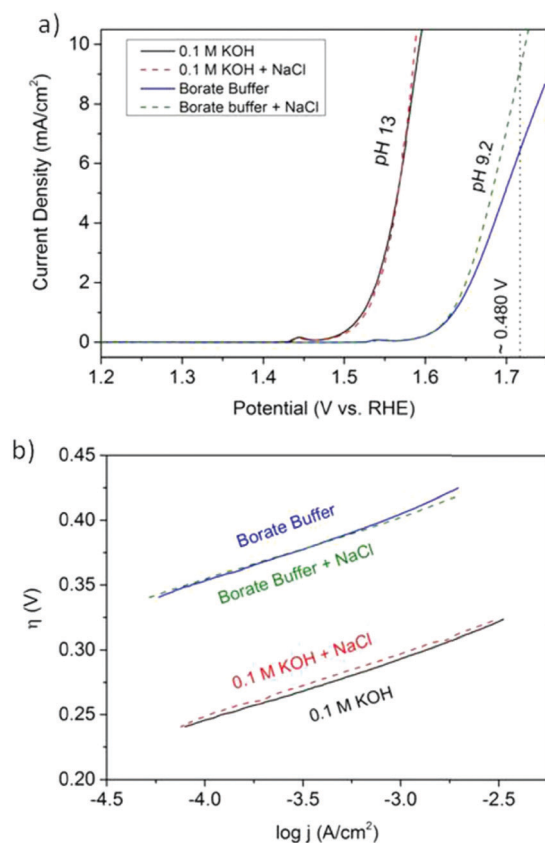 a)
10
8
6
4
2
0
Current Density (mA/cm²)
0.1 M KOH
0.1 M KOH + NaCl
Borate Buffer
Borate buffer + NaCl
pH 13
pH 9.2
~ 0.480 V
1.2
1.3
1.4
1.5
1.6
1.7
Potential (V vs. RHE)
b)
0.45
0.40
0.35
0.30
0.25
0.20
η (V)
Borate Buffer
Borate Buffer + NaCl
0.1 M KOH + NaCl
0.1 M KOH
-4.5
-4.0
-3.5
-3.0
-2.5
log j (A/cm²)